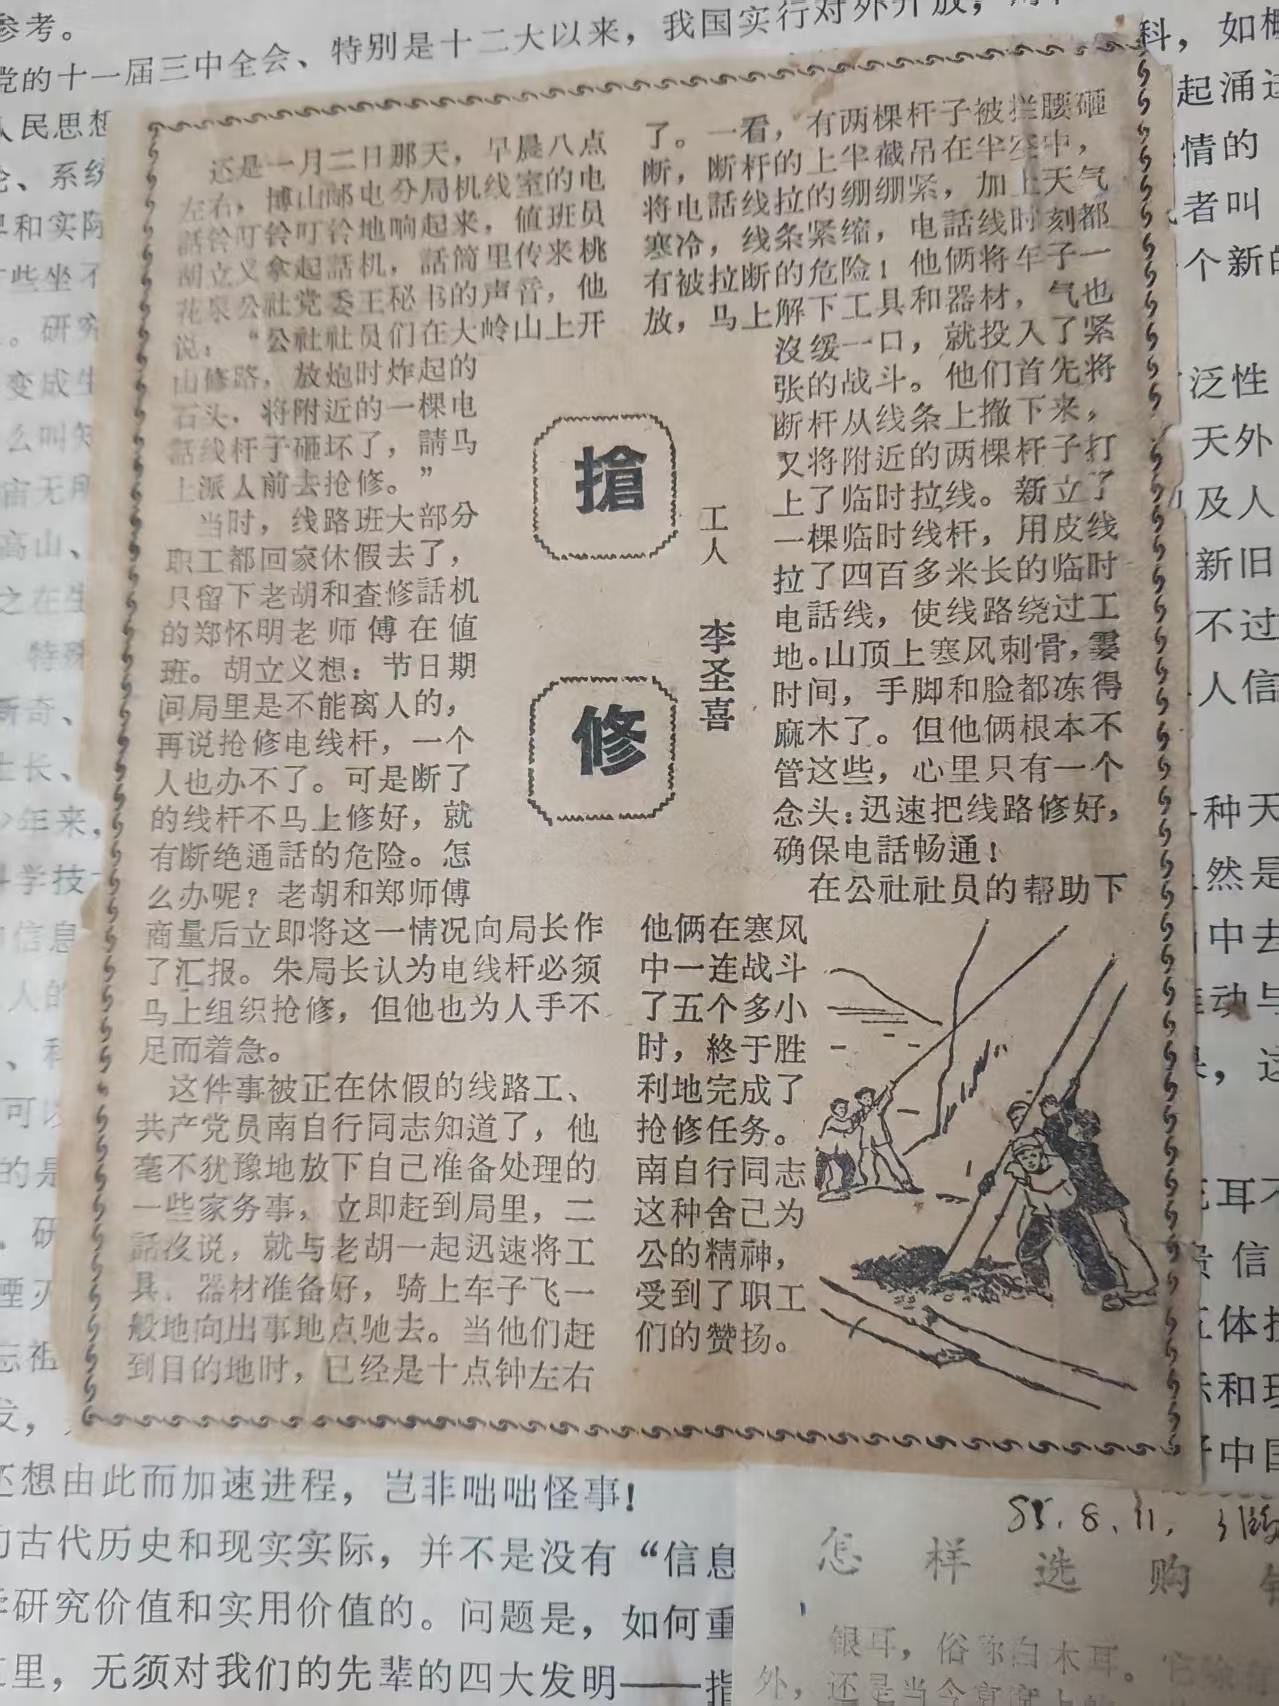 参考。
党的十一届三中全会、特别是十二大以来，我国实行对外开放，
人民思想
抢
修
工人 李圣喜
还是一月二日那天，早晨八点
左右，博山邮电分局机线室的电
話铃叮铃叮铃地响起来，值班员
胡立义拿起話机，話筒里传来桃
花泉公社党委王秘书的声音，他
说："公社社员们在大岭山上开
山修路，放炮时炸起的
石头，将附近的一棵电
話线杆子砸坏了，請马
上派人前去抢修。"
当时，线路班大部分
职工都回家休假去了，
只留下老胡和查修話机
的郑怀明老师傅在值
班。胡立义想：节日期
间局里是不能离人的，
再说抢修电线杆，一个
人也办不了。可是断了
的线杆不马上修好，就
有断绝通話的危险。怎
么办呢？老胡和郑师傅
商量后立即将这一情况向局长作
了汇报。朱局长认为电线杆必须
马上组织抢修，但他也为人手不
足而着急。
这件事被正在休假的线路工、
共产党员南自行同志知道了，他
毫不犹豫地放下自己准备处理的
一些家务事，立即赶到局里，二
話沒说，就与老胡一起迅速将工
具、器材准备好，骑上车子飞一
般地向出事地点驰去。当他们赶
到目的地时，已经是十点钟左右
了。一看，有两棵杆子被拦腰砸
断，断杆的上半截吊在半空中，
将电話线拉的绷绷紧，加上天气
寒冷，线条紧缩，电話线时刻都
有被拉断的危险！他俩将车子一
放，马上解下工具和器材，气也
沒缓一口，就投入了紧
张的战斗。他们首先将
断杆从线条上撤下来，
又将附近的两棵杆子打
上了临时拉线。新立了
一棵临时线杆，用皮线
拉了四百多米长的临时
电話线，使线路绕过工
地。山顶上寒风刺骨，霎
时间，手脚和脸都冻得
麻木了。但他俩根本不
管这些，心里只有一个
念头：迅速把线路修好，
确保电話畅通！
在公社社员的帮助下
他俩在寒风
中一连战斗
了五个多小
时，終于胜
利地完成了
抢修任务。
南自行同志
这种舍己为
公的精神，
受到了职工
们的赞扬。
还想由此而加速进程，岂非咄咄怪事！
的古代历史和现实实际，并不是没有"信息
学研究价值和实用价值的。问题是，如何重
里，无须对我们的先辈的四大发明——指
科，如
起涌
情的
者叫
个新的
泛性
天外
及人
新旧
不过
人信
种天
然是
中去
动与
耳不
信
体
和
中国
85.8.11.
怎样选购
银耳，俗称白木耳。它除
外，还是当今宴席上的